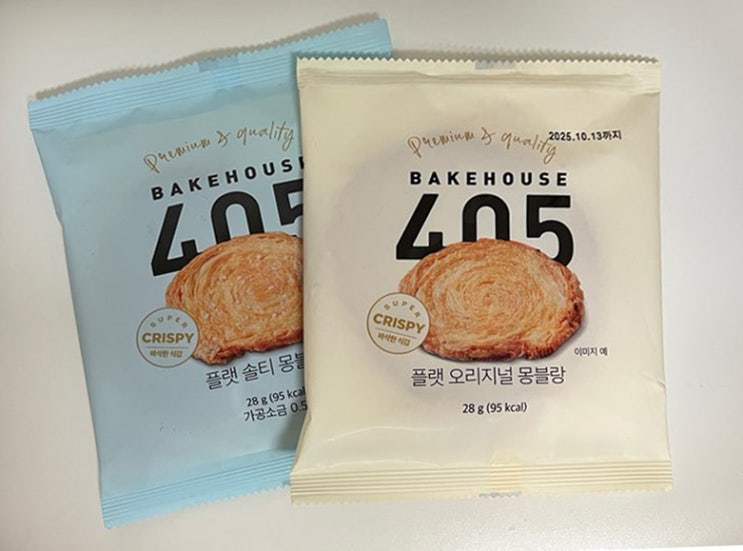 Premium & quality
BAKEHOUSE
405
SUPER
CRISPY
바삭한 식감
플랫 솔티 몽블
28 g (95 kcal
가공소금 0.5
Premium & quality
2025.10.13까지
BAKEHOUSE
405
SUPER
CRISPY
바삭한 식감
이미지 예
플랫 오리지널 몽블랑
28 g (95 kcal)